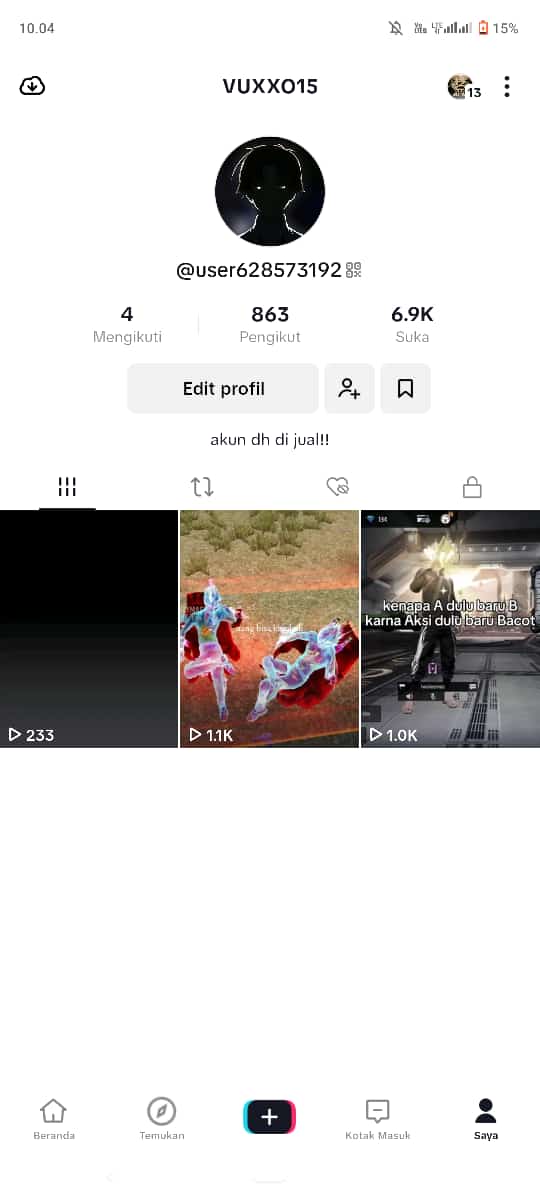 10.04
15%
VUXXO15
13
@user628573192
4
Mengikuti
863
Pengikut
6.9K
Suka
Edit profil
akun dh di jual!!
233
1.1K
kenapa A dulu baru B
karna Aksi dulu baru Bacot
1.0K
Beranda
Temukan
Kotak Masuk
Saya